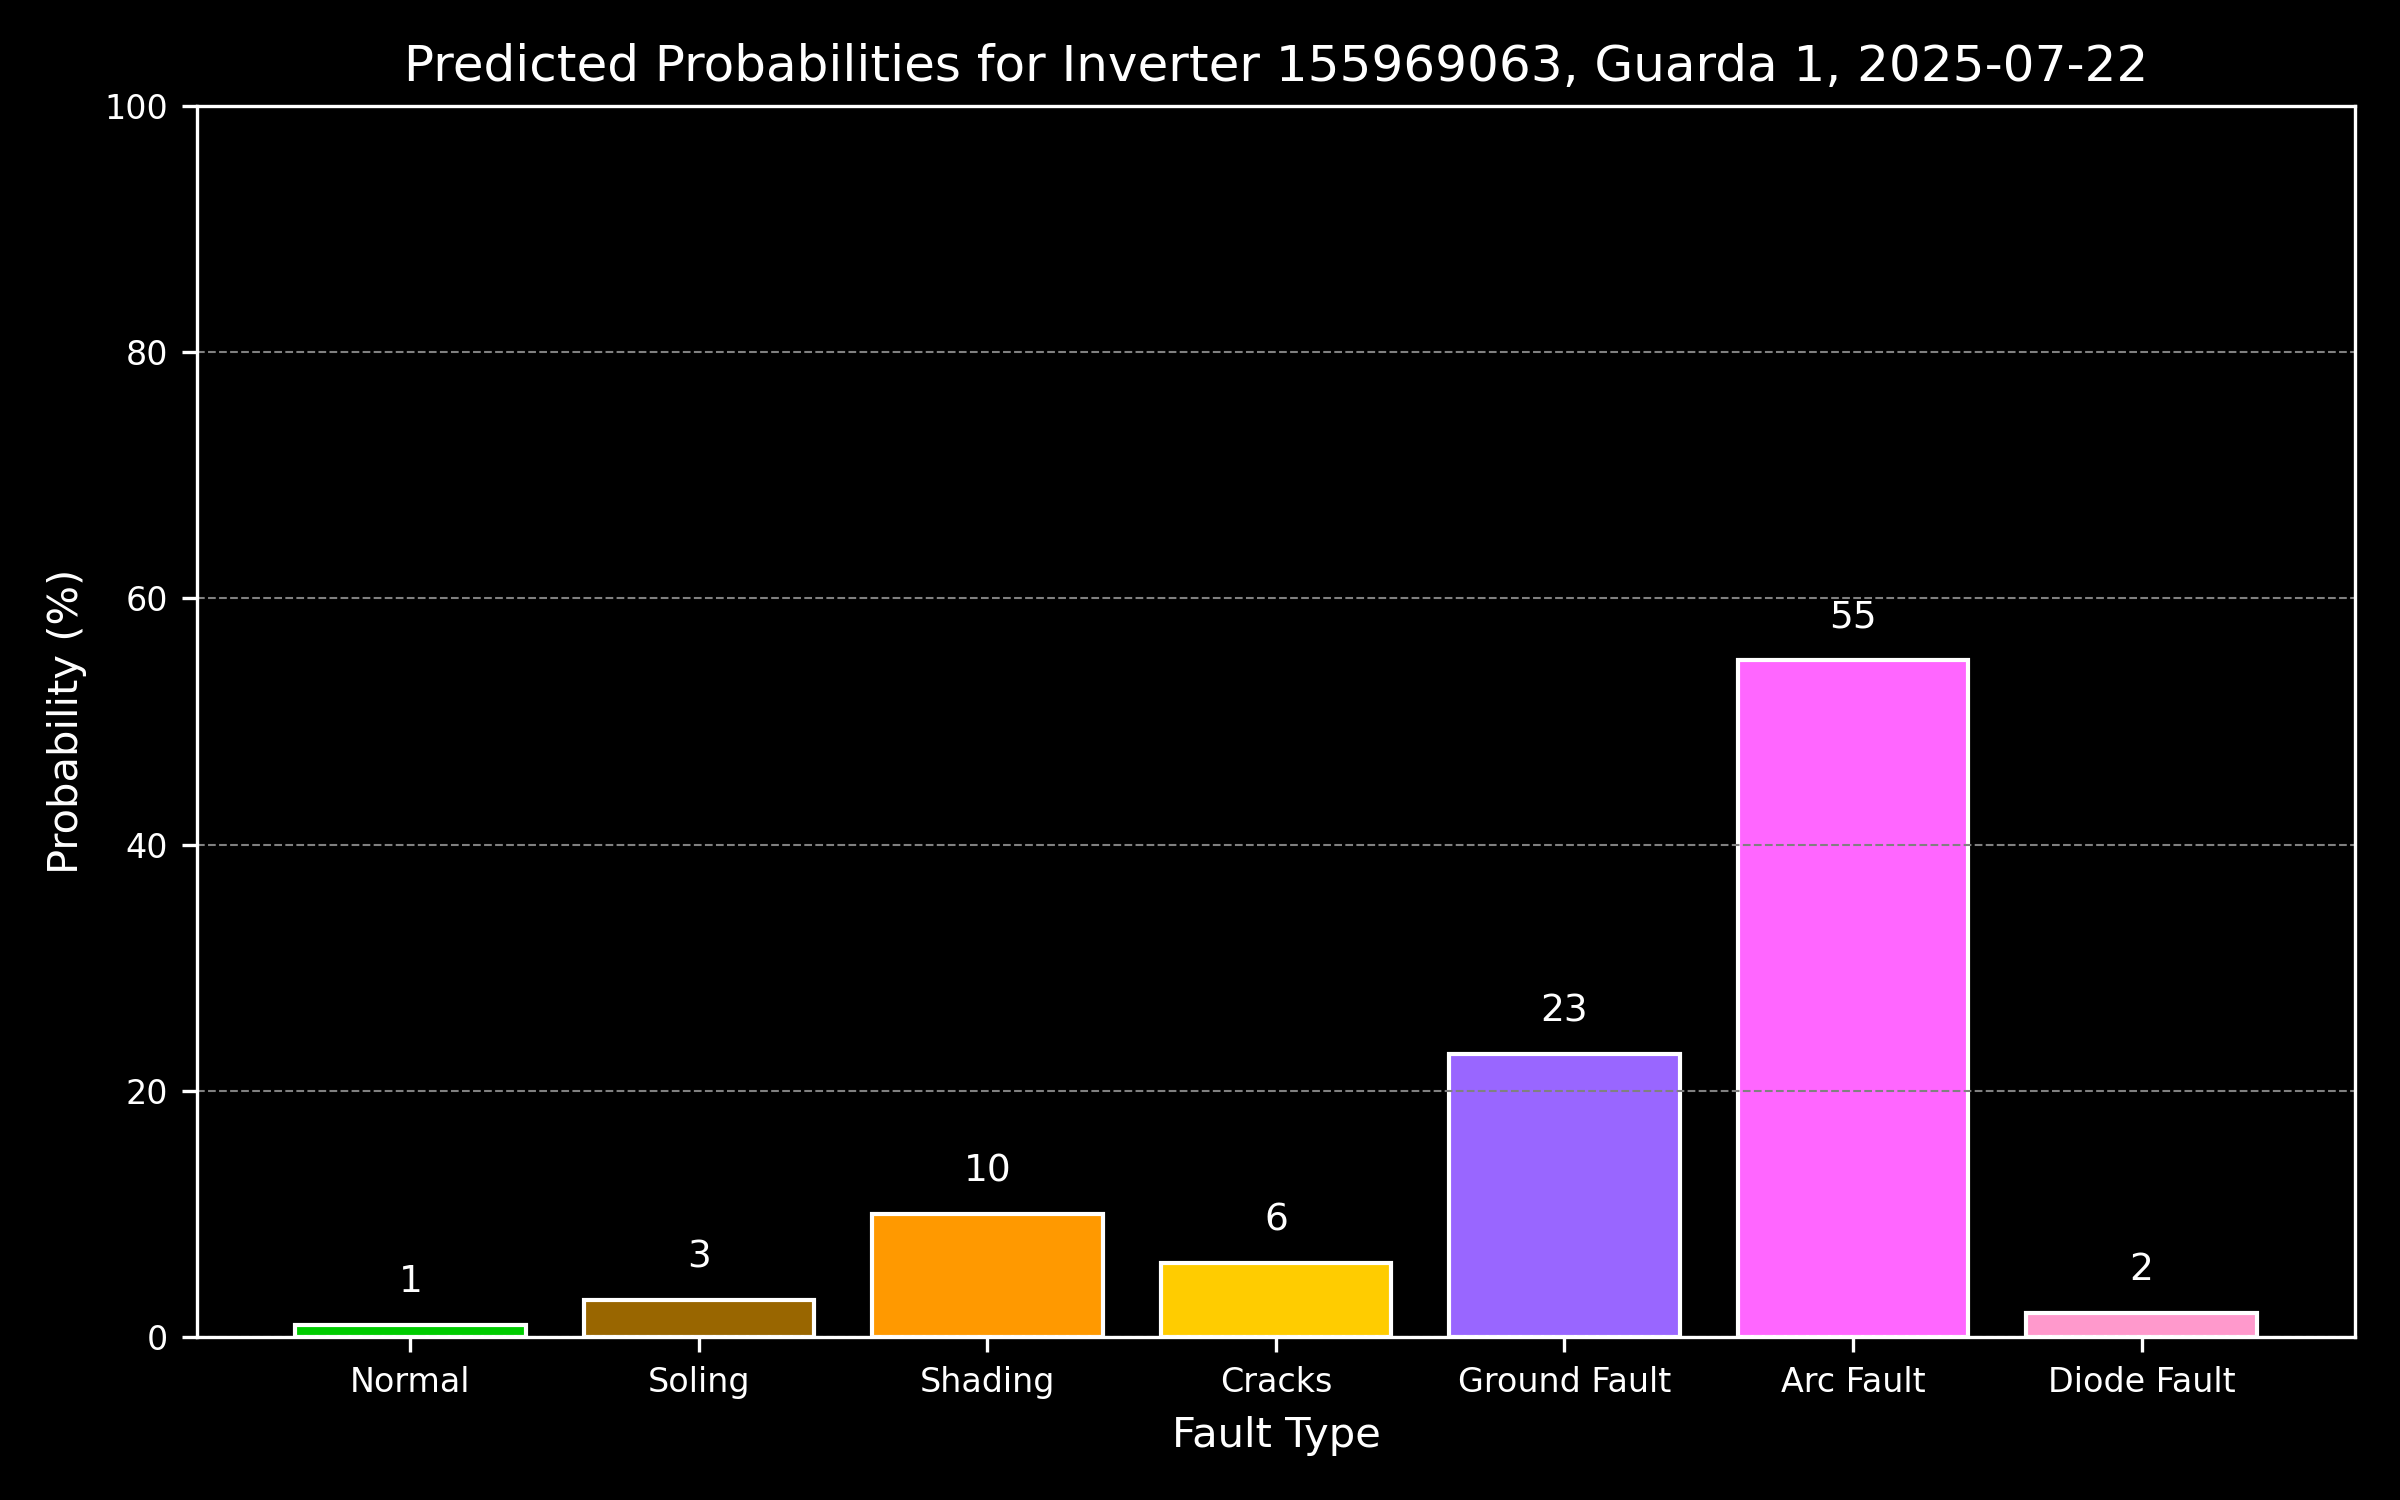 Predicted Probabilities for Inverter 155969063, Guarda 1, 2025-07-22
100
80
60
40
20
0
Probability (%)
1
3
10
6
23
55
2
Normal
Soling
Shading
Cracks
Ground Fault
Arc Fault
Diode Fault
Fault Type